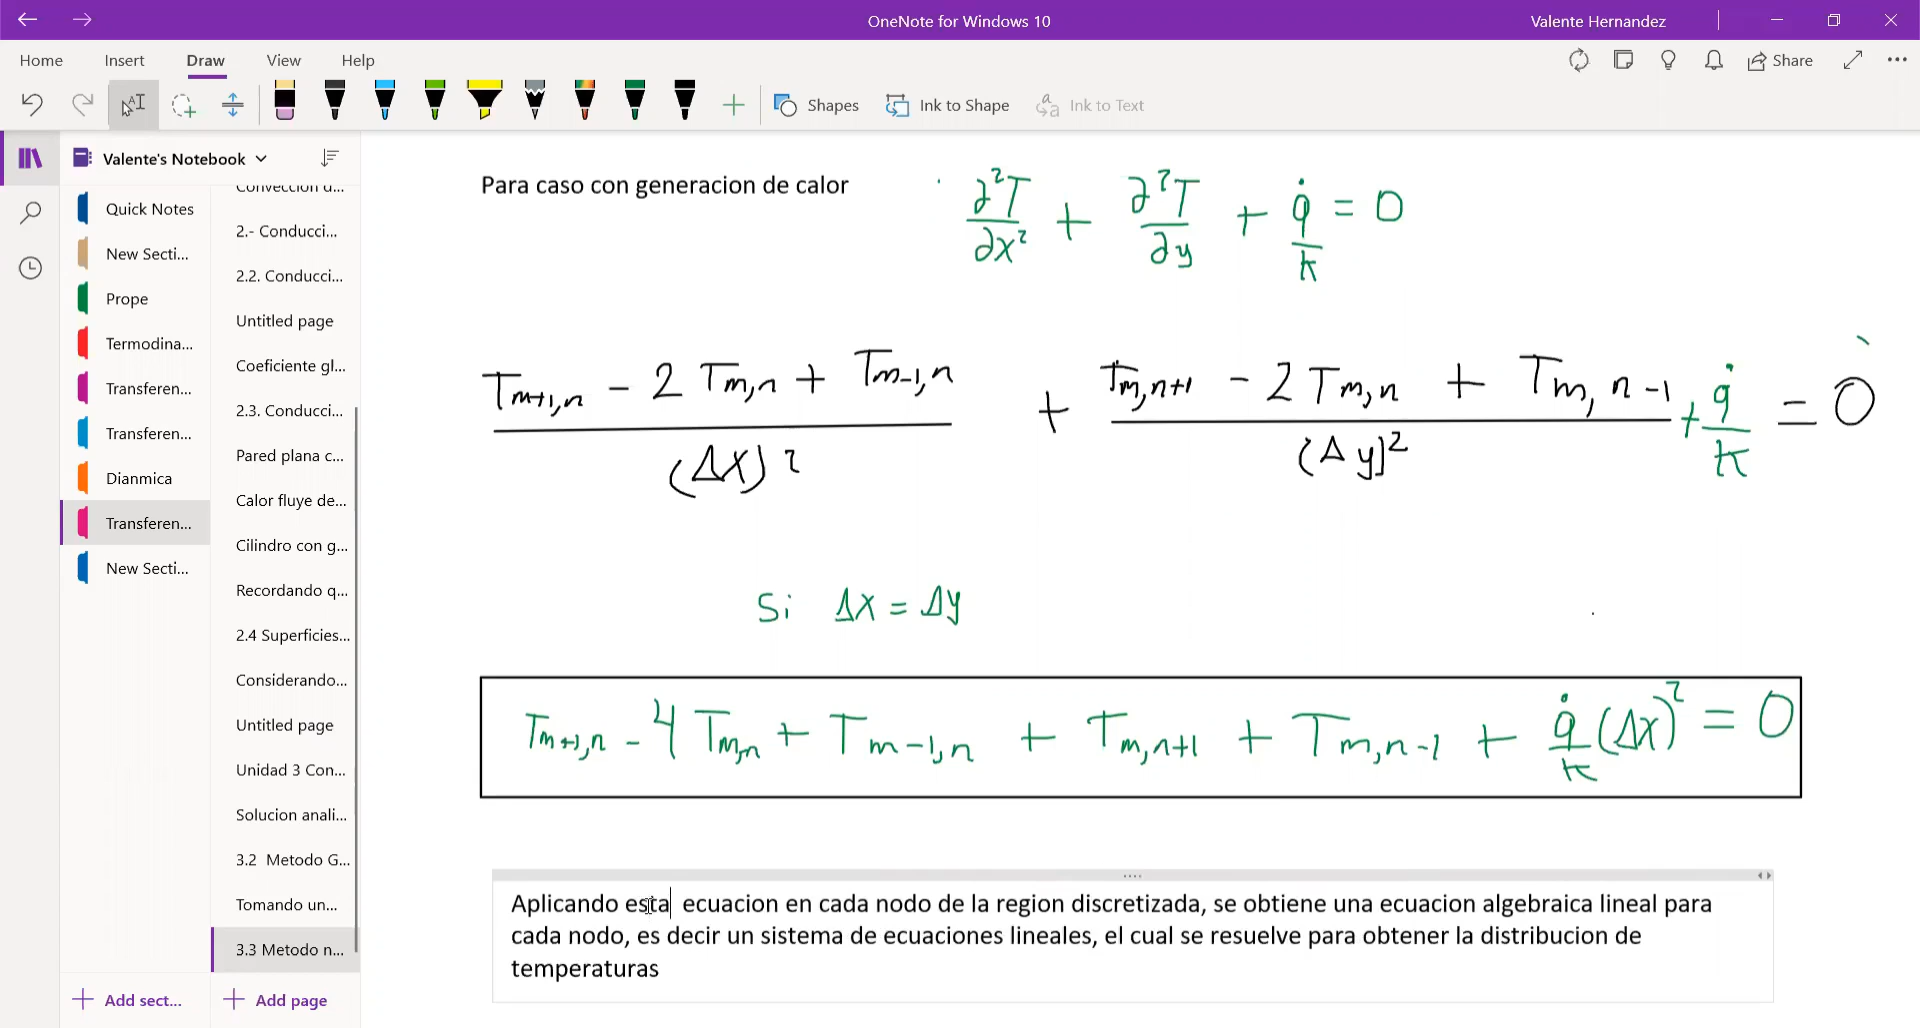 OneNote for Windows 10
Valente Hernandez
Home Insert Draw View Help
Share
Shapes Ink to Shape Ink to Text
Valente's Notebook
Quick Notes
New Secti...
Prope
Termodina...
Transferen...
Transferen...
Dianmica
Transferen...
New Secti...
Add sect...
Conveccion d...
2.- Conducci...
2.2. Conducci...
Untitled page
Coeficiente gl...
2.3. Conducci...
Pared plana c...
Calor fluye de...
Cilindro con g...
Recordando q...
2.4 Superficies...
Considerando...
Untitled page
Unidad 3 Con...
Solucion anali...
3.2 Metodo G...
Tomando un...
3.3 Metodo n...
Add page
Para caso con generacion de calor
∂²T/∂x² + ∂²T/∂y + q̇/k = 0
(Tm+1,n − 2 Tm,n + Tm−1,n)/(Δx)² + (Tm,n+1 − 2 Tm,n + Tm,n−1)/(Δy)² + q̇/k = 0
Si Δx = Δy
Tm+1,n − 4 Tm,n + Tm−1,n + Tm,n+1 + Tm,n−1 + q̇/k (Δx)² = 0
Aplicando esta ecuacion en cada nodo de la region discretizada, se obtiene una ecuacion algebraica lineal para
cada nodo, es decir un sistema de ecuaciones lineales, el cual se resuelve para obtener la distribucion de
temperaturas